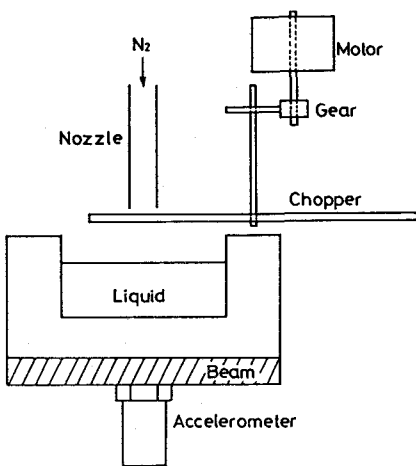 N2
Motor
Gear
Nozzle
Chopper
Liquid
Beam
Accelerometer